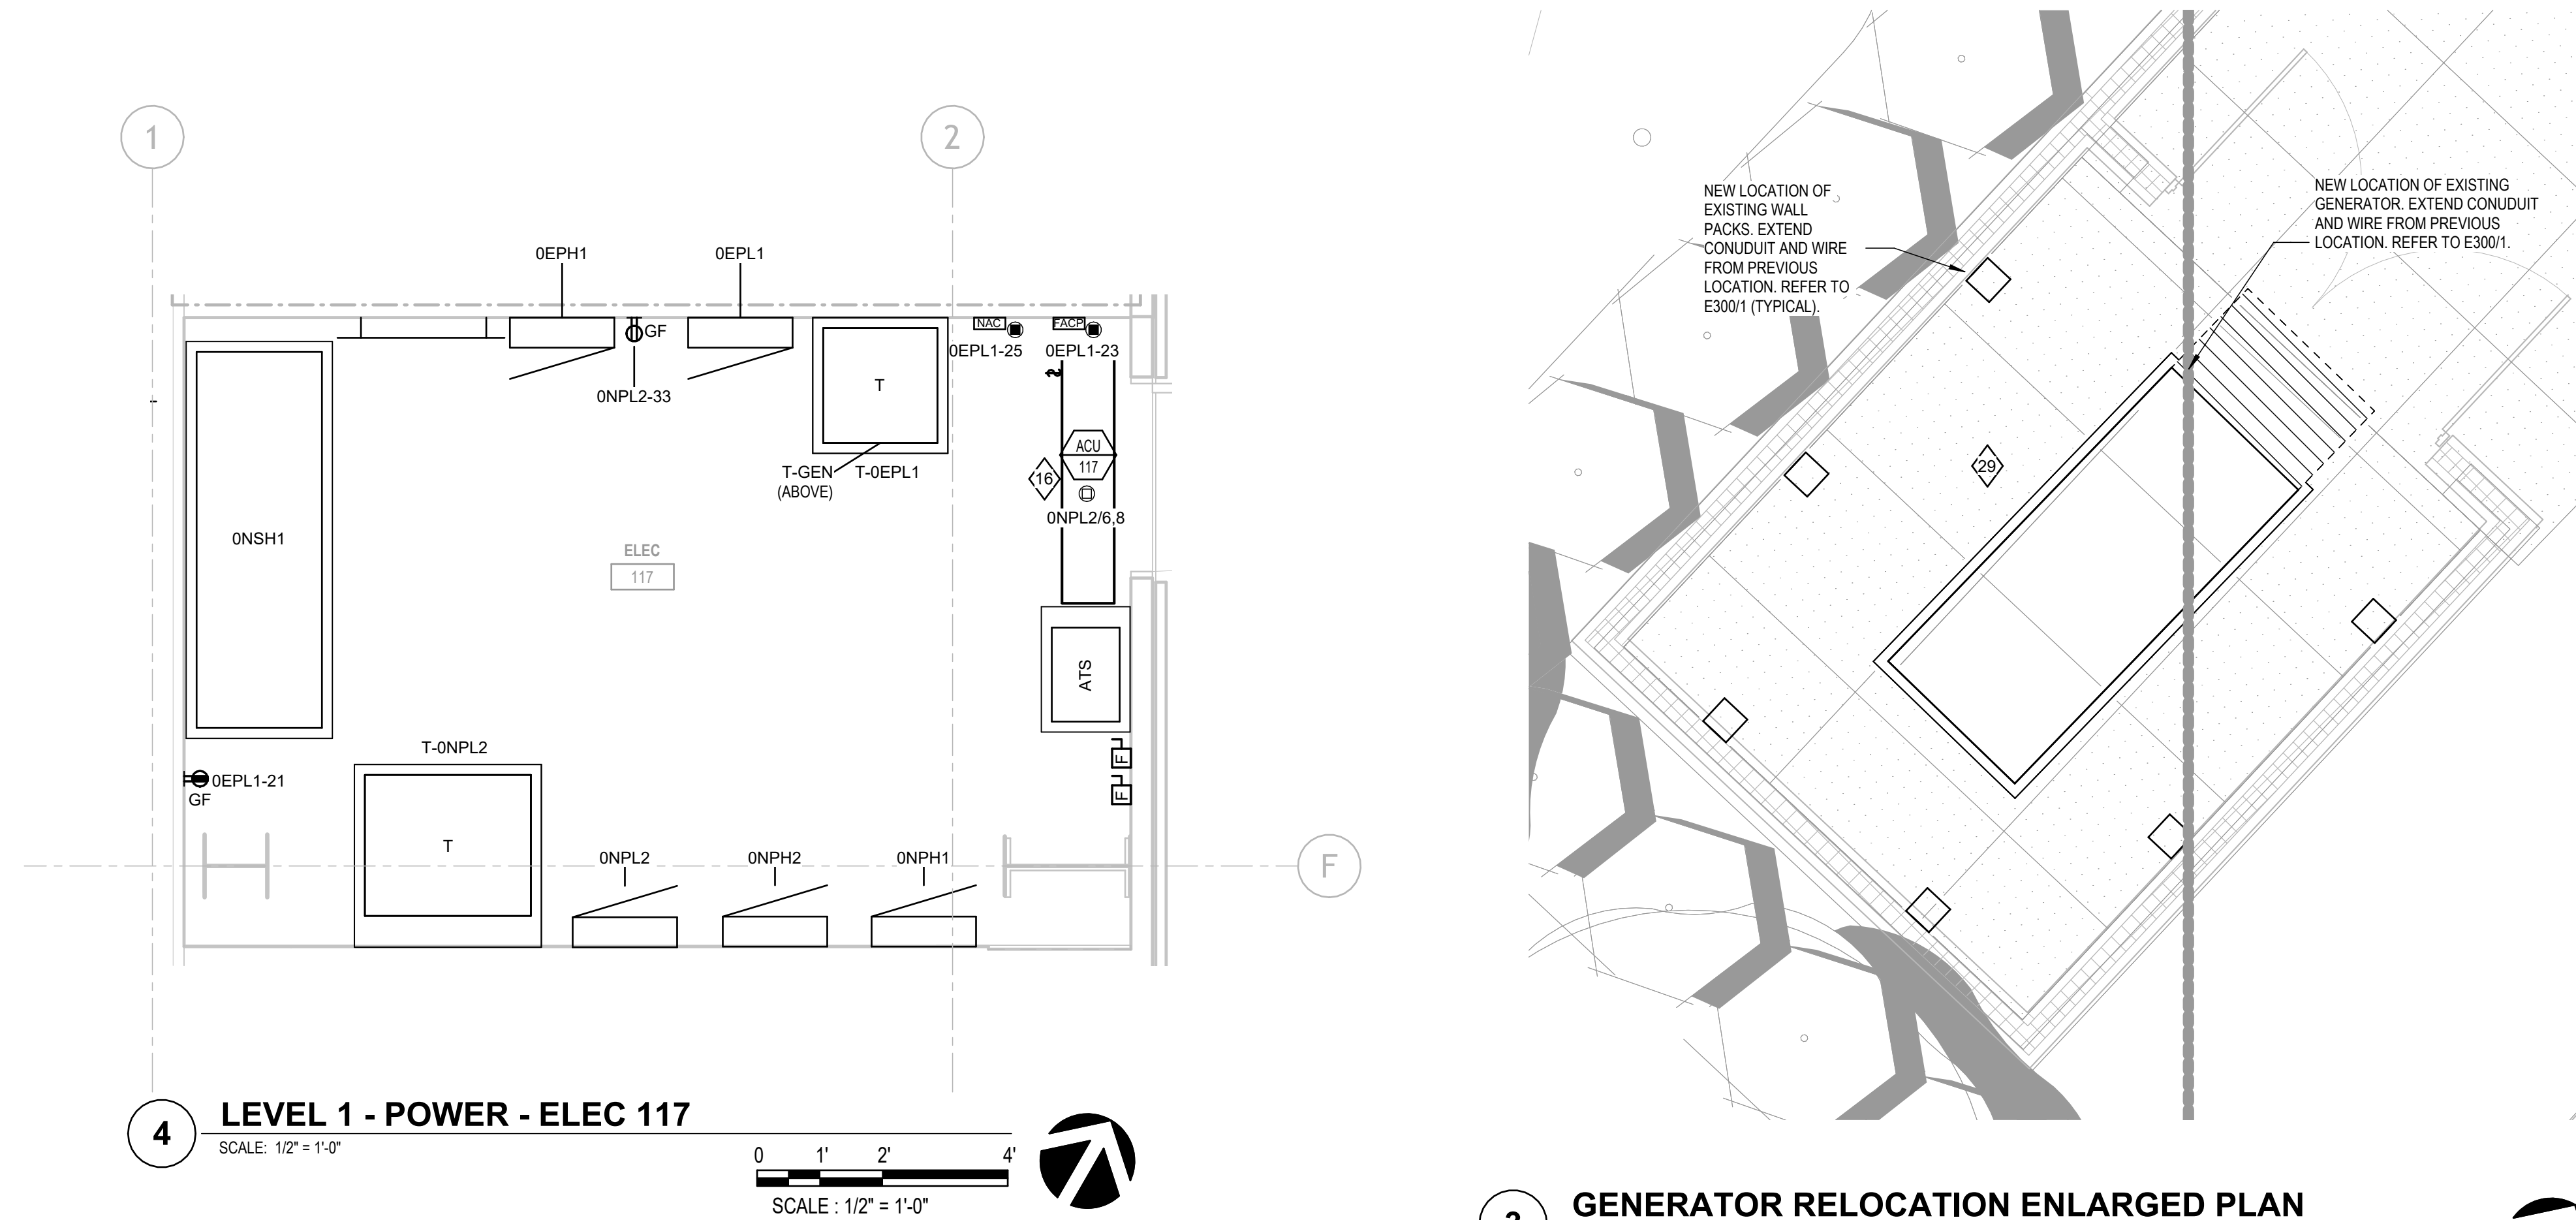 1
2
0EPH1
0EPL1
GF
0NPL2-33
NAC
FACP
0EPL1-25
0EPL1-23
T
T-GEN
(ABOVE)
T-0EPL1
ACU
117
16
0NPL2/6,8
0NSH1
ELEC
117
ATS
F
F
T-0NPL2
0EPL1-21
GF
T
0NPL2
0NPH2
0NPH1
F
4
LEVEL 1 - POWER - ELEC 117
SCALE: 1/2" = 1'-0"
0 1' 2' 4'
SCALE : 1/2" = 1'-0"
NEW LOCATION OF
EXISTING WALL
PACKS. EXTEND
CONUDUIT AND WIRE
FROM PREVIOUS
LOCATION. REFER TO
E300/1 (TYPICAL).
NEW LOCATION OF EXISTING
GENERATOR. EXTEND CONUDUIT
AND WIRE FROM PREVIOUS
LOCATION. REFER TO E300/1.
29
GENERATOR RELOCATION ENLARGED PLAN